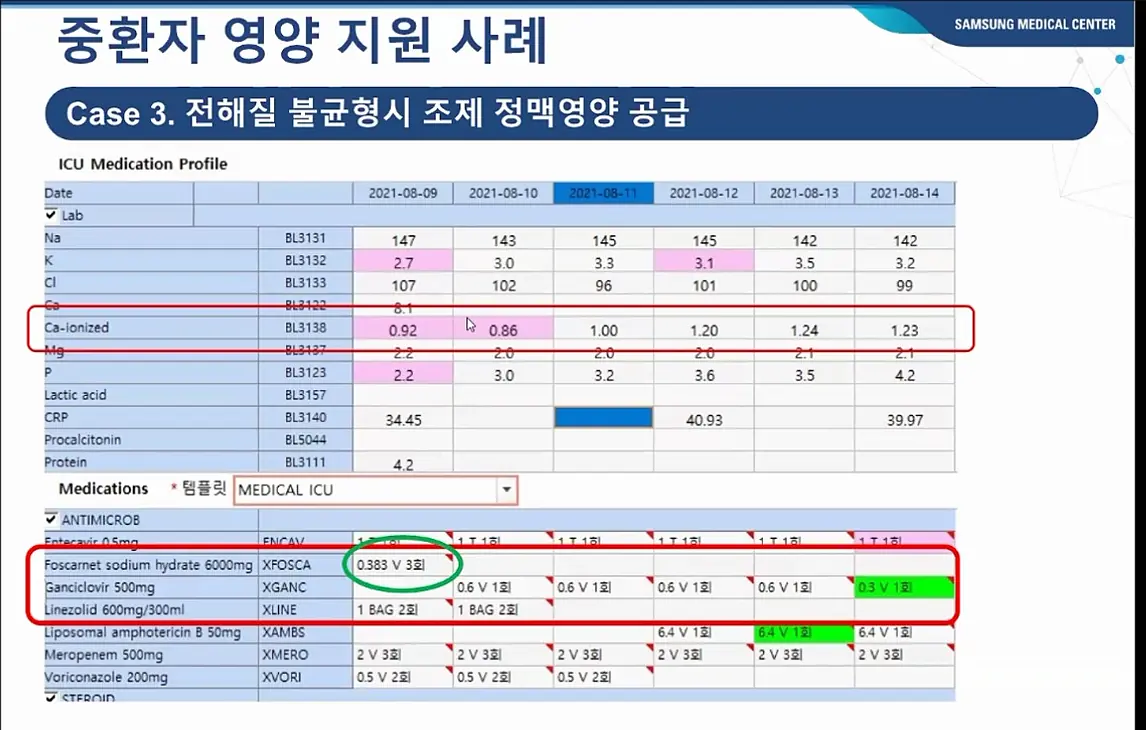 중환자 영양 지원 사례
SAMSUNG MEDICAL CENTER
Case 3. 전해질 불균형시 조제 정맥영양 공급
ICU Medication Profile
Date 2021-08-09 2021-08-10 2021-08-11 2021-08-12 2021-08-13 2021-08-14
Lab
Na BL3131 147 143 145 145 142 142
K BL3132 2.7 3.0 3.3 3.1 3.5 3.2
Cl BL3133 107 102 96 101 100 99
Ca BL3122 8.1
Ca-ionized BL3138 0.92 0.86 1.00 1.20 1.24 1.23
Mg BL3137 2.2 2.0 2.0 2.0 2.1 2.1
P BL3123 2.2 3.0 3.2 3.6 3.5 4.2
Lactic acid BL3157
CRP BL3140 34.45 40.93 39.97
Procalcitonin BL5044
Protein BL3111 4.2
Medications * 템플릿 MEDICAL ICU
ANTIMICROB
Entecavir 0.5mg ENCAV 1 T 1회 1 T 1회 1 T 1회 1 T 1회 1 T 1회 1 T 1회
Foscarnet sodium hydrate 6000mg XFOSCA 0.383 V 3회
Ganciclovir 500mg XGANC 0.6 V 1회 0.6 V 1회 0.6 V 1회 0.6 V 1회 0.3 V 1회
Linezolid 600mg/300ml XLINE 1 BAG 2회 1 BAG 2회
Liposomal amphotericin B 50mg XAMBS 6.4 V 1회 6.4 V 1회 6.4 V 1회
Meropenem 500mg XMERO 2 V 3회 2 V 3회 2 V 3회 2 V 3회 2 V 3회 2 V 3회
Voriconazole 200mg XVORI 0.5 V 2회 0.5 V 2회 0.5 V 2회
STEROID